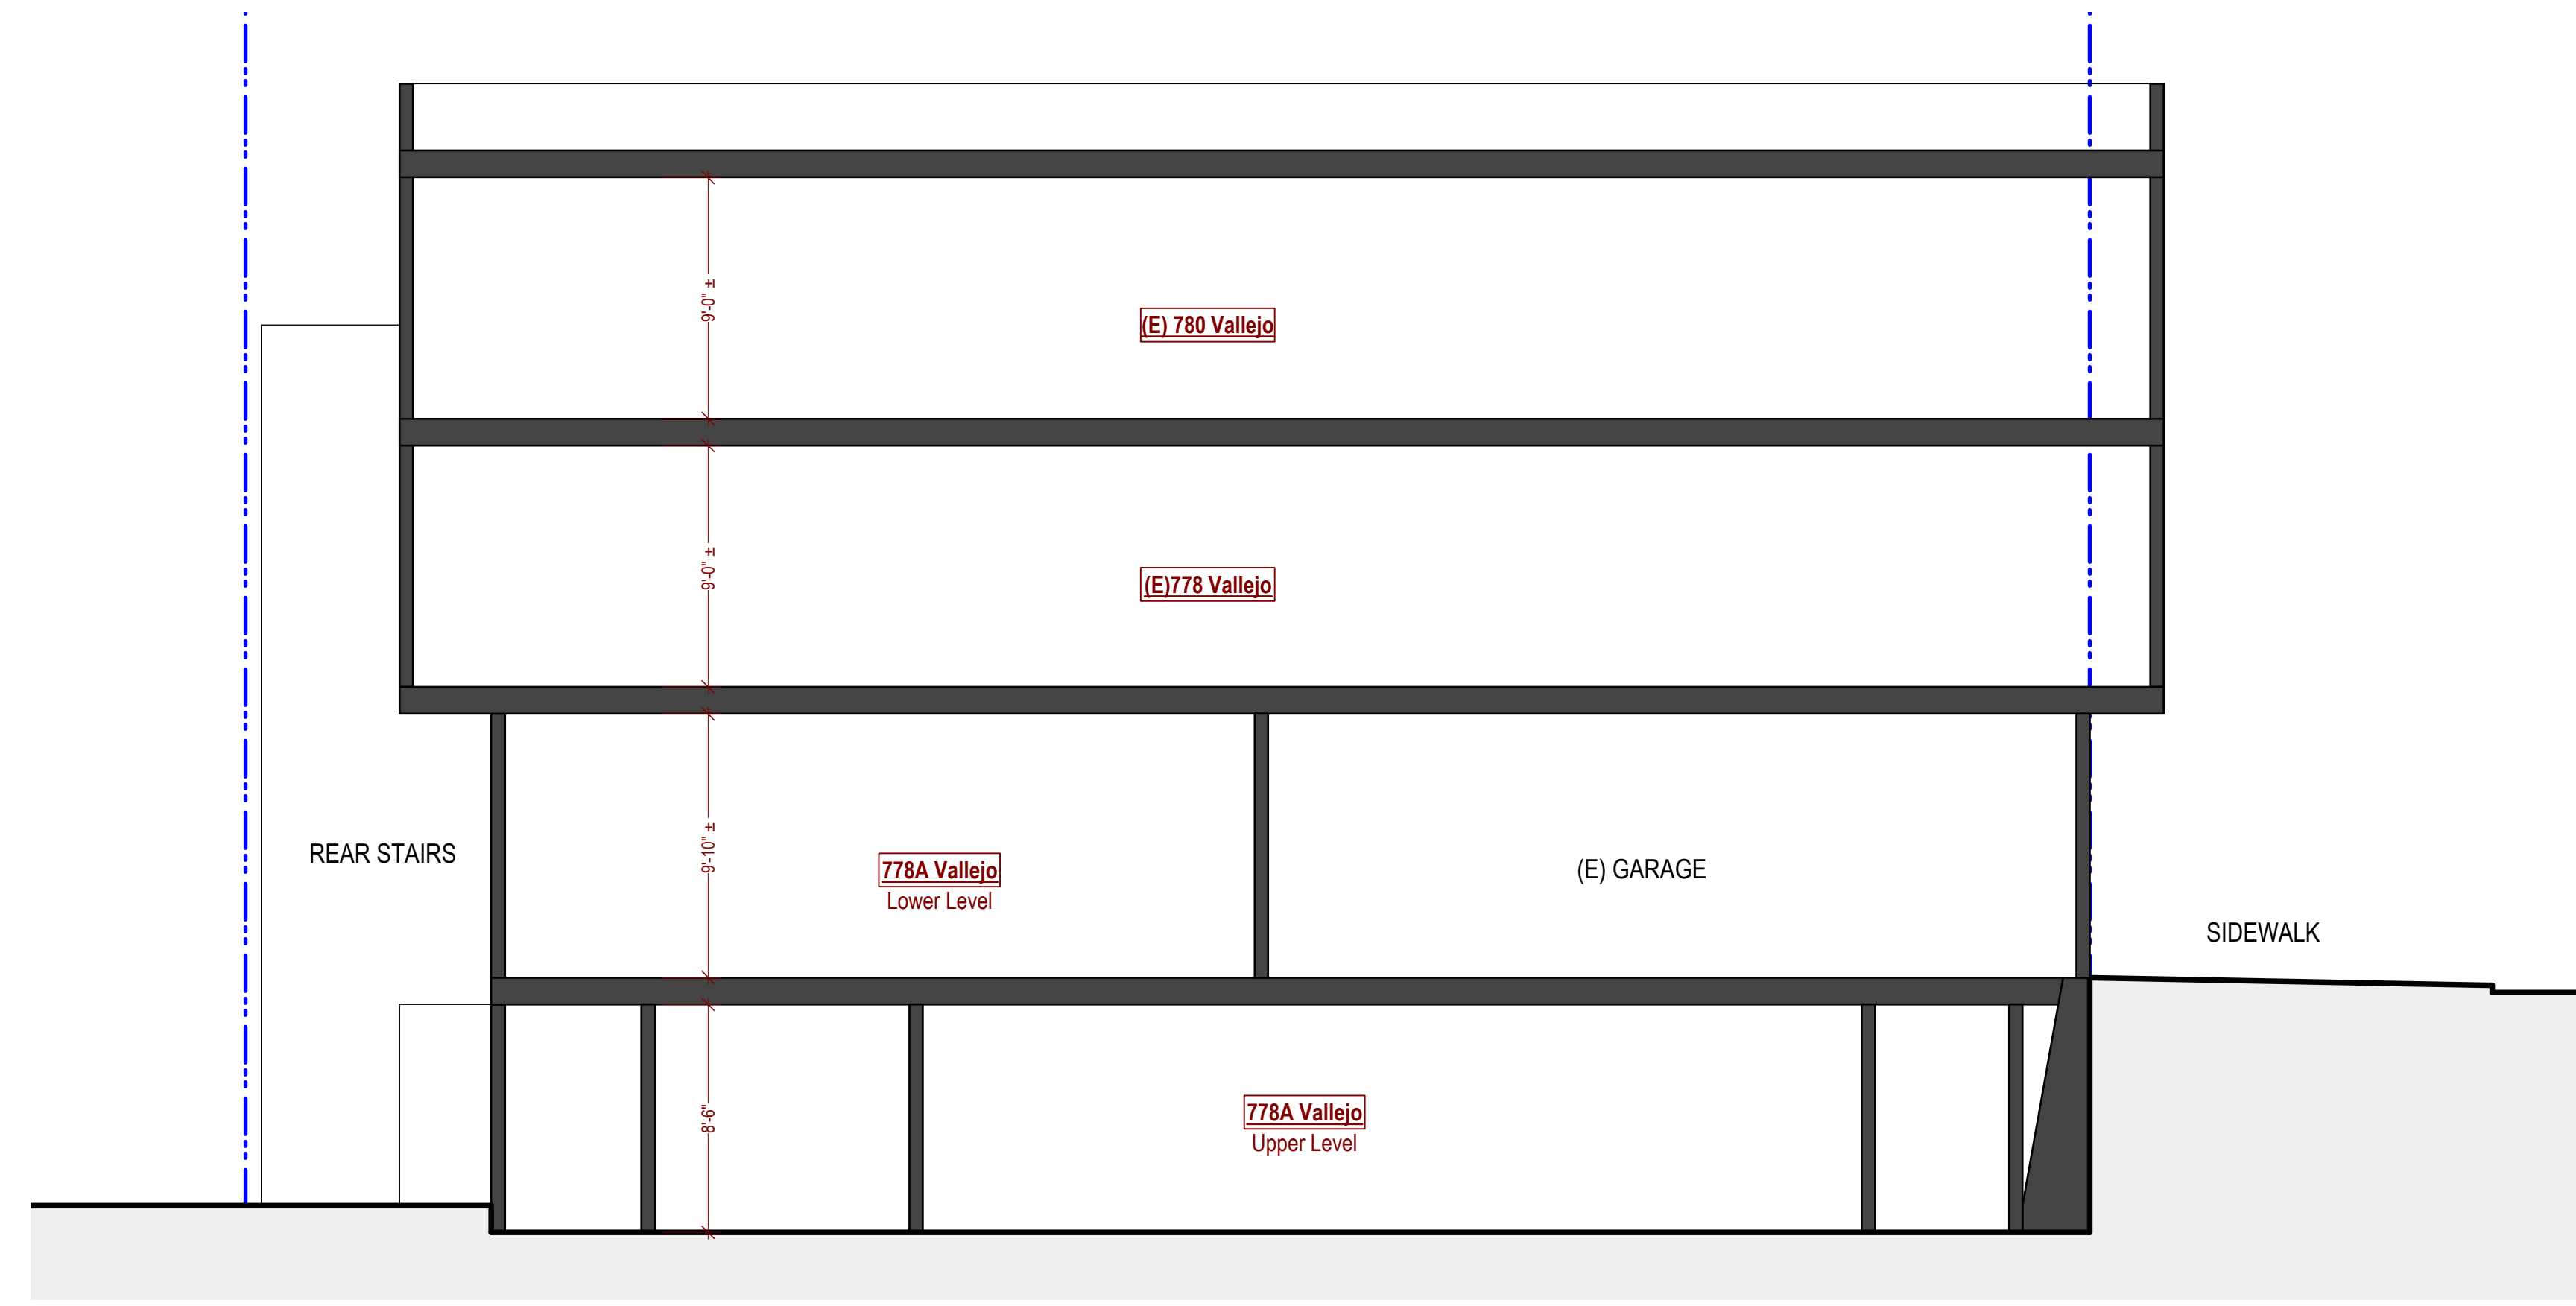 9'-0" ±
(E) 780 Vallejo
9'-0" ±
(E)778 Vallejo
9'-10" ±
REAR STAIRS
778A Vallejo
Lower Level
(E) GARAGE
SIDEWALK
8'-6"
778A Vallejo
Upper Level